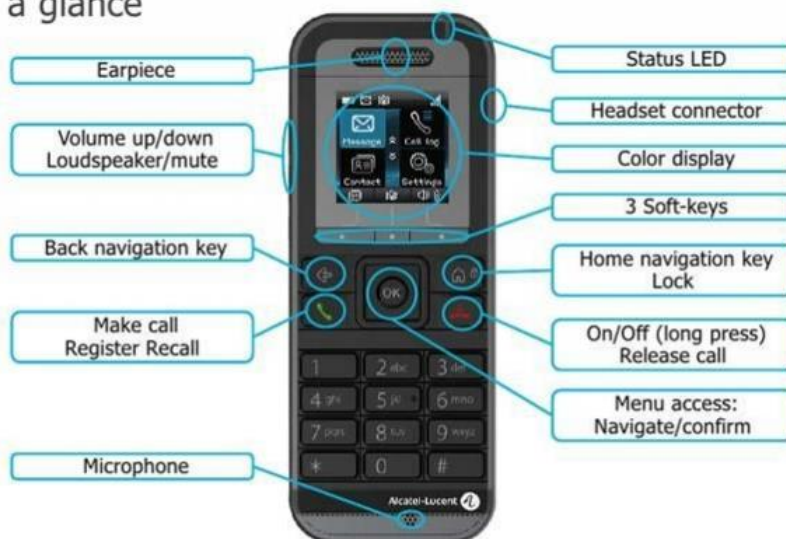 a glance
Earpiece
Status LED
Headset connector
Volume up/down
Loudspeaker/mute
Message
Call log
Color display
Contact
Settings
3 Soft-keys
Back navigation key
Home navigation key
Lock
OK
Make call
Register Recall
On/Off (long press)
Release call
1
2 abc
3 def
4 ghi
5 jkl
6 mno
Menu access:
Navigate/confirm
7 pqrs
8 tuv
9 wxyz
Microphone
* 0 #
Alcatel-Lucent